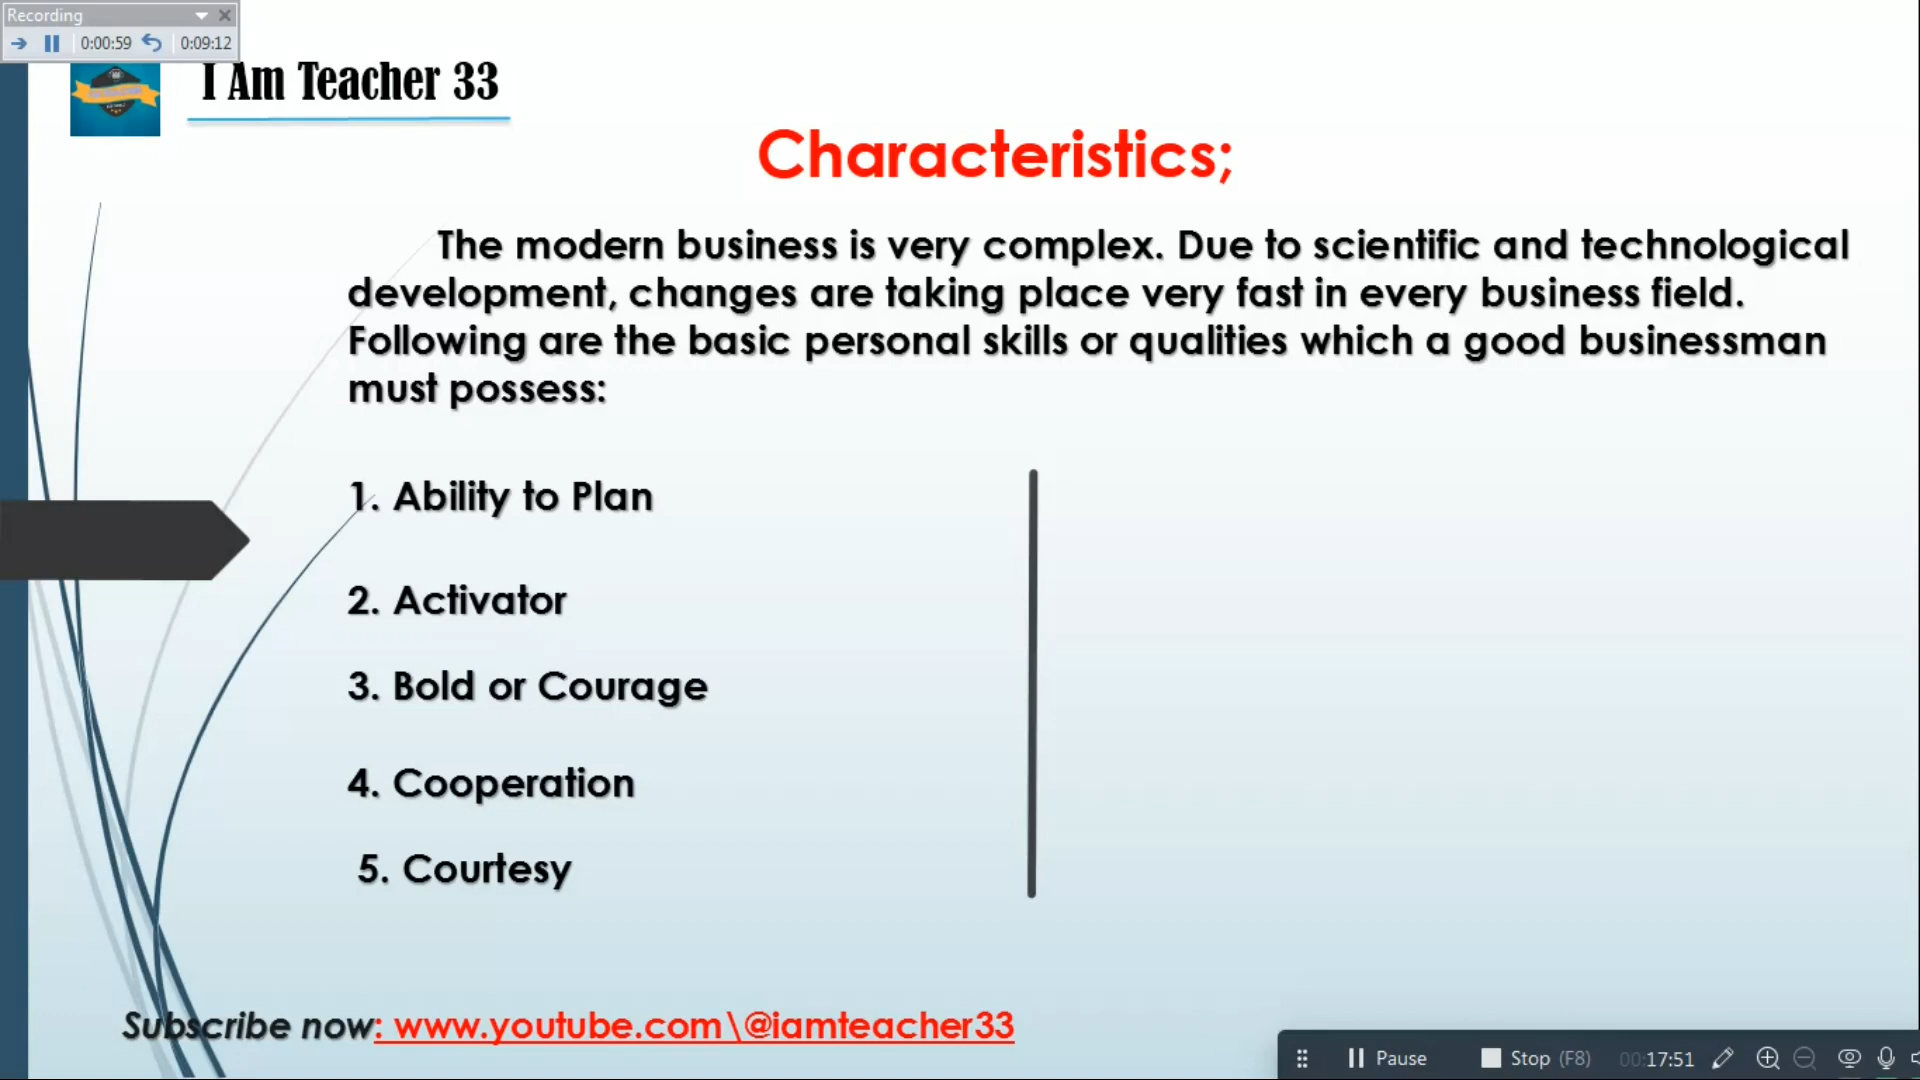 Recording
0:00:59 0:09:12
I Am Teacher 33
Characteristics;
The modern business is very complex. Due to scientific and technological
development, changes are taking place very fast in every business field.
Following are the basic personal skills or qualities which a good businessman
must possess:
1. Ability to Plan
2. Activator
3. Bold or Courage
4. Cooperation
5. Courtesy
Subscribe now: www.youtube.com\@iamteacher33
Pause Stop (F8) 00:17:51